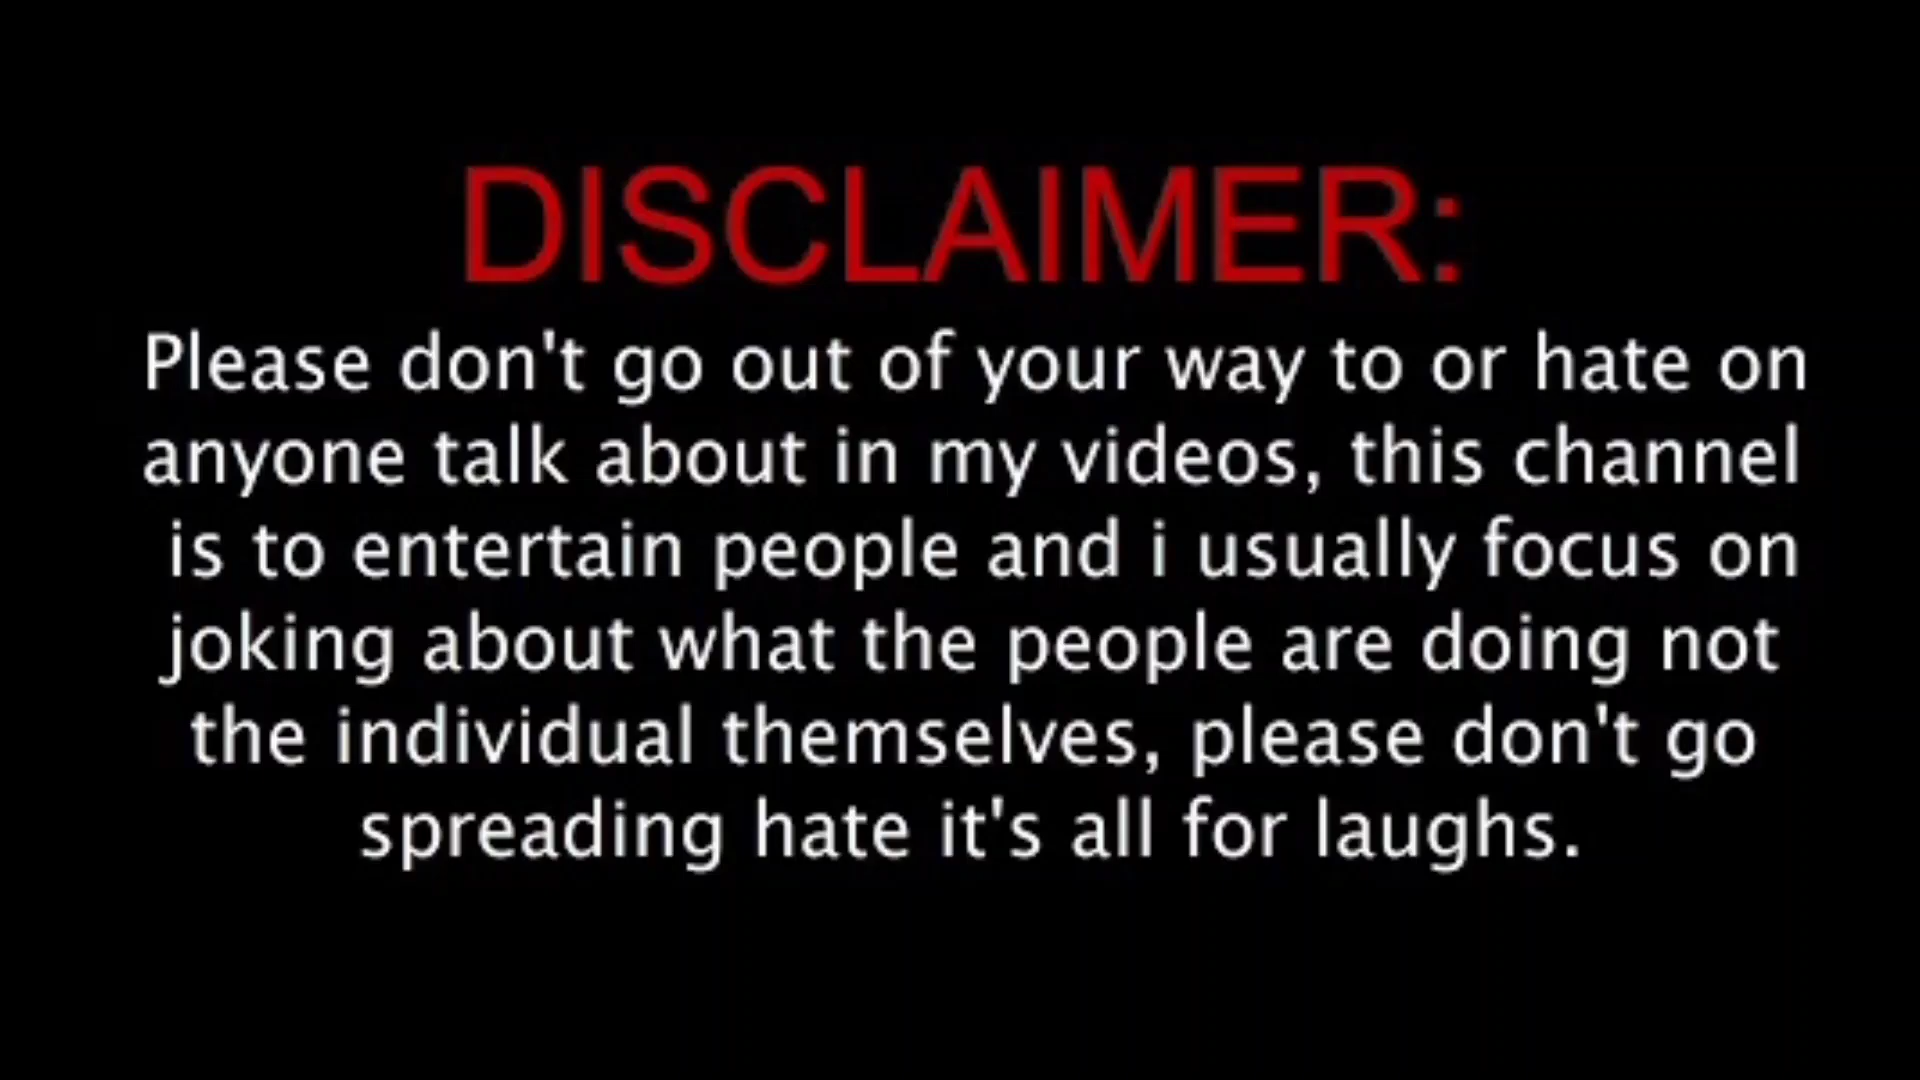 DISCLAIMER:
Please don't go out of your way to or hate on
anyone talk about in my videos, this channel
is to entertain people and i usually focus on
joking about what the people are doing not
the individual themselves, please don't go
spreading hate it's all for laughs.